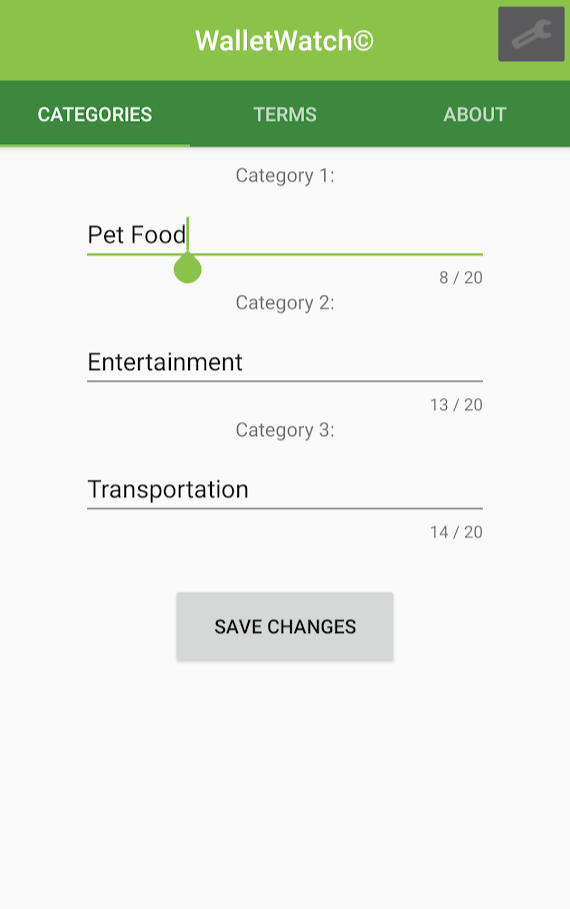 WalletWatch©
CATEGORIES TERMS ABOUT
Category 1:
Pet Food
8 / 20
Category 2:
Entertainment
13 / 20
Category 3:
Transportation
14 / 20
SAVE CHANGES